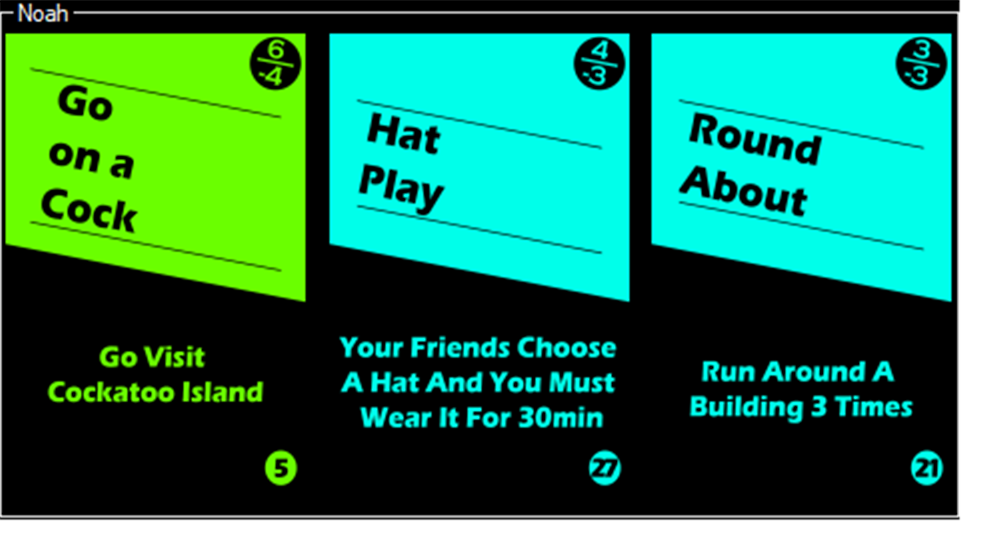 Noah
6
-4
Go
on a
Cock
Go Visit
Cockatoo Island
5
4
-3
Hat
Play
Your Friends Choose
A Hat And You Must
Wear It For 30min
27
3
-3
Round
About
Run Around A
Building 3 Times
21